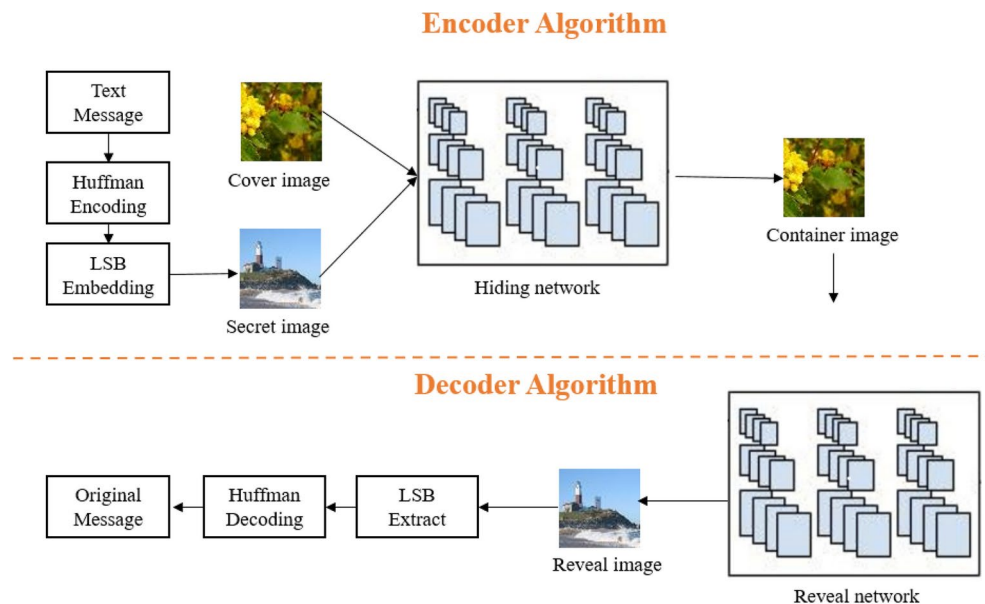 Encoder Algorithm
Text
Message
Huffman
Encoding
LSB
Embedding
Cover image
Secret image
Hiding network
Container image
Decoder Algorithm
Original
Message
Huffman
Decoding
LSB
Extract
Reveal image
Reveal network